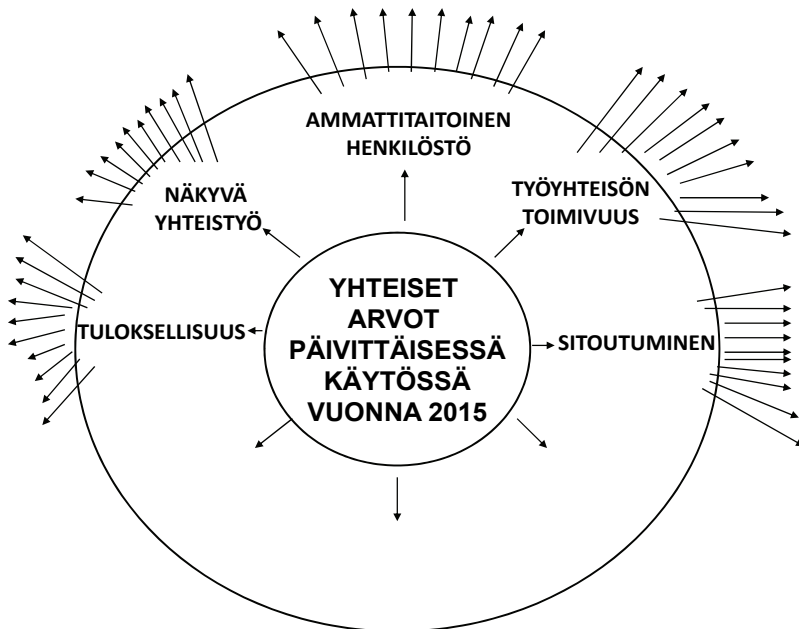 AMMATTITAITOINEN
HENKILÖSTÖ
NÄKYVÄ
YHTEISTYÖ
TYÖYHTEISÖN
TOIMIVUUS
TULOKSELLISUUS
YHTEISET
ARVOT
PÄIVITTÄISESSÄ
KÄYTÖSSÄ
VUONNA 2015
SITOUTUMINEN